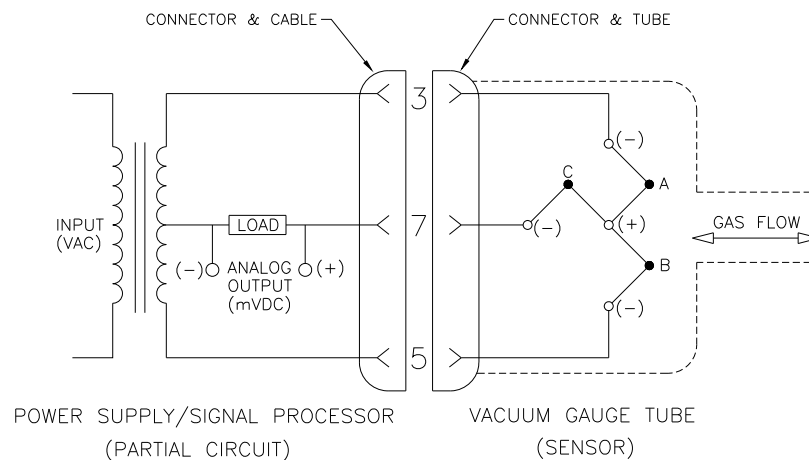 CONNECTOR & CABLE
CONNECTOR & TUBE
3
(-)
C
A
INPUT
(VAC)
LOAD
7
(-)
(+)
GAS FLOW
(-)
ANALOG
OUTPUT
(mVDC)
(+)
B
(-)
5
POWER SUPPLY/SIGNAL PROCESSOR
(PARTIAL CIRCUIT)
VACUUM GAUGE TUBE
(SENSOR)